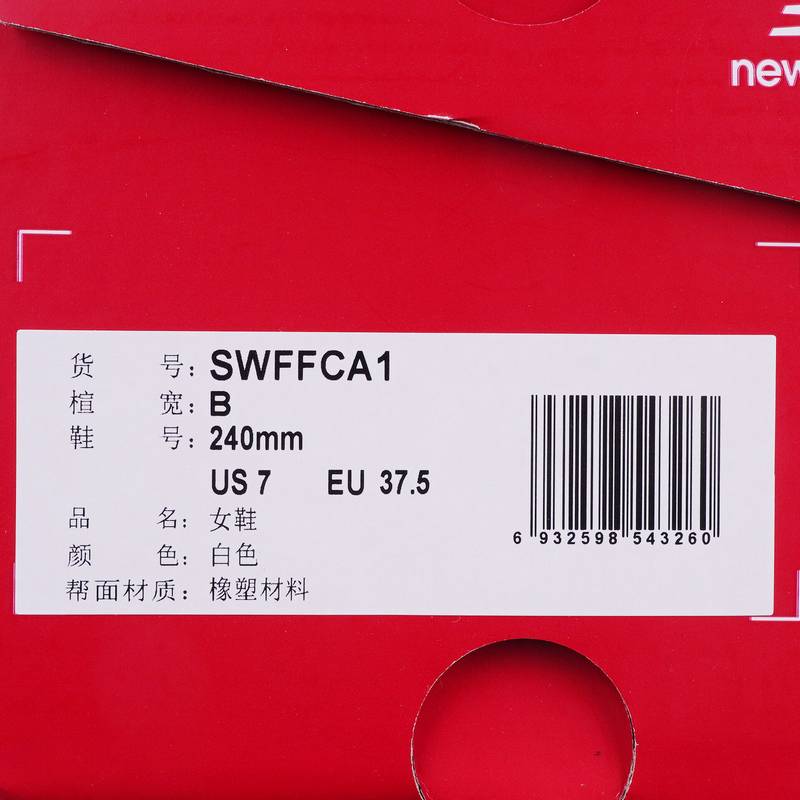 new
货 号: SWFFCA1
楦 宽: B
鞋 号: 240mm
US 7 EU 37.5
品 名: 女鞋
颜 色: 白色
帮面材质: 橡塑材料
6 932598 543260